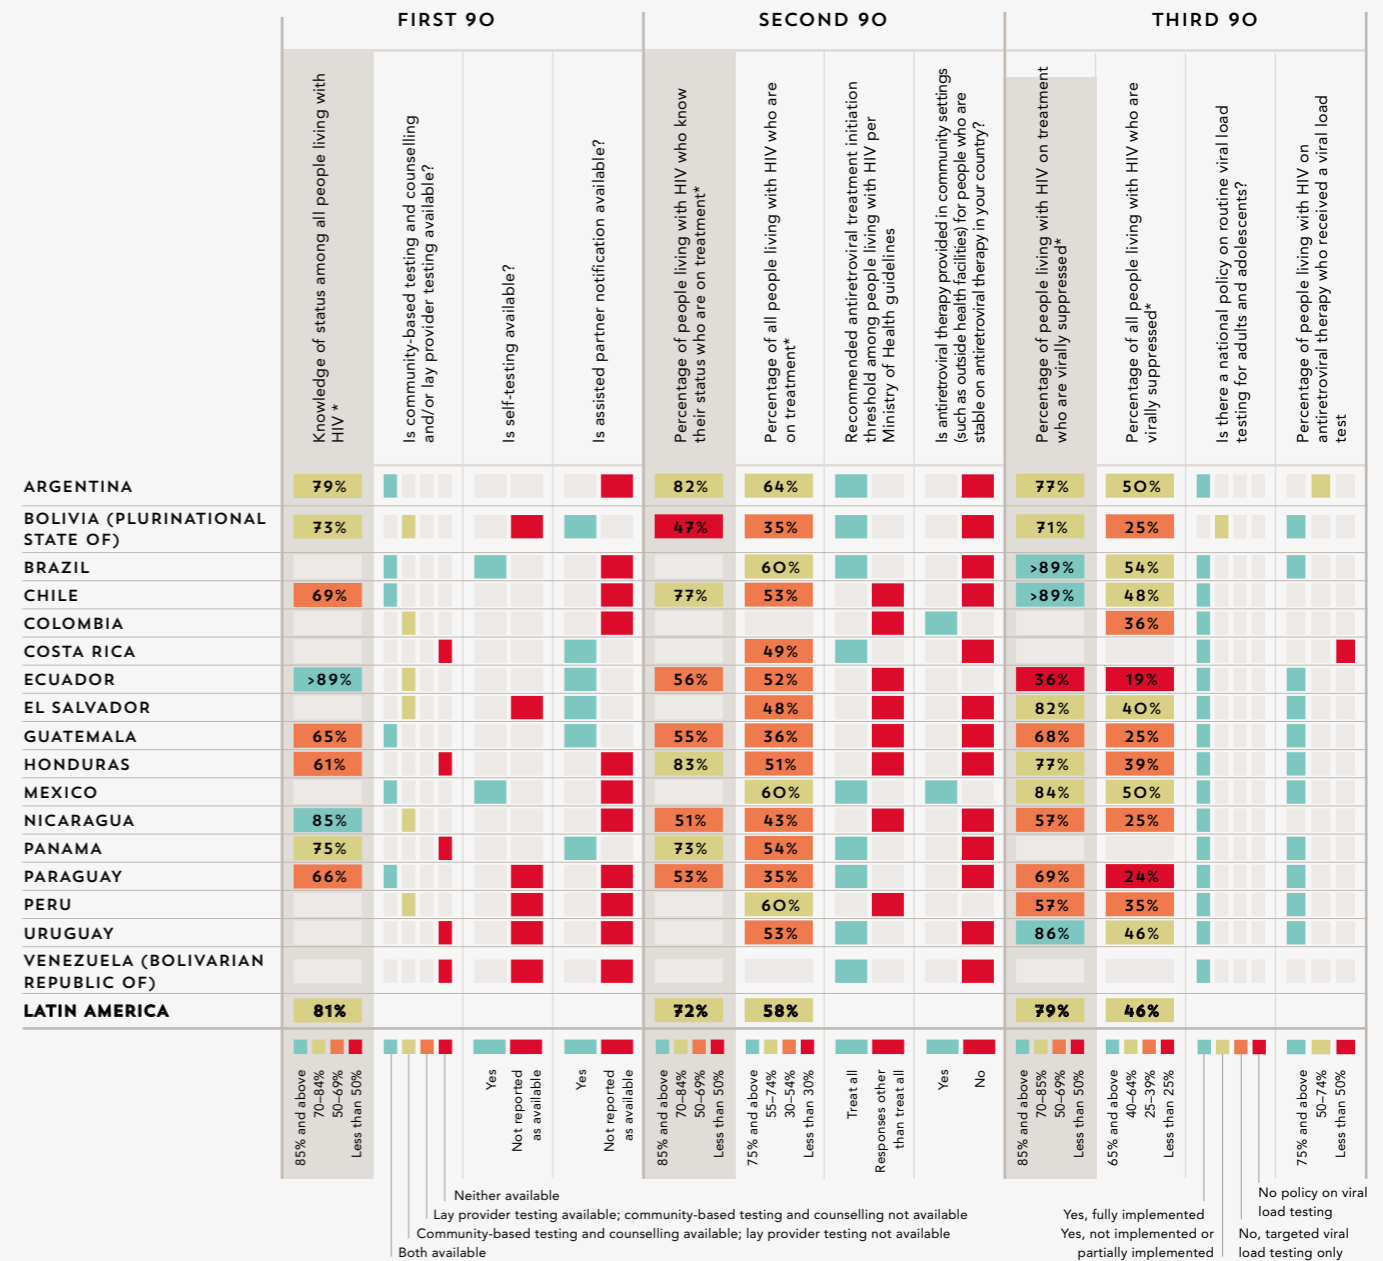 FIRST 90
SECOND 90
THIRD 90
Knowledge of status among all people living with
HIV *
Is community-based testing and counselling
and/or lay provider testing available?
Is self-testing available?
Is assisted partner notification available?
Percentage of people living with HIV who know
their status who are on treatment*
Percentage of all people living with HIV who are
on treatment*
Recommended antiretroviral treatment initiation
threshold among people living with HIV per
Ministry of Health guidelines
Is antiretroviral therapy provided in community settings
(such as outside health facilities) for people who are
stable on antiretroviral therapy in your country?
Percentage of people living with HIV on treatment
who are virally suppressed*
Percentage of all people living with HIV who are
virally suppressed*
Is there a national policy on routine viral load
testing for adults and adolescents?
Percentage of people living with HIV on
antiretroviral therapy who received a viral load
test
ARGENTINA 79% 82% 64% 77% 50%
BOLIVIA (PLURINATIONAL
STATE OF) 73% 47% 35% 71% 25%
BRAZIL 60% >89% 54%
CHILE 69% 77% 53% >89% 48%
COLOMBIA 36%
COSTA RICA 49%
ECUADOR >89% 56% 52% 36% 19%
EL SALVADOR 48% 82% 40%
GUATEMALA 65% 55% 36% 68% 25%
HONDURAS 61% 83% 51% 77% 39%
MEXICO 60% 84% 50%
NICARAGUA 85% 51% 43% 57% 25%
PANAMA 75% 73% 54%
PARAGUAY 66% 53% 35% 69% 24%
PERU 60% 57% 35%
URUGUAY 53% 86% 46%
VENEZUELA (BOLIVARIAN
REPUBLIC OF)
LATIN AMERICA 81% 72% 58% 79% 46%
85% and above
70–84%
50–69%
Less than 50%
Yes
Not reported
as available
Yes
Not reported
as available
85% and above
70–84%
50–69%
Less than 50%
75% and above
55–74%
30–54%
Less than 30%
Treat all
Responses other
than treat all
Yes
No
85% and above
70–85%
50–69%
Less than 50%
65% and above
40–64%
25–39%
Less than 25%
75% and above
50–74%
Less than 50%
Neither available
Lay provider testing available; community-based testing and counselling not available
Community-based testing and counselling available; lay provider testing not available
Both available
No policy on viral
load testing
Yes, fully implemented
Yes, not implemented or
partially implemented
No, targeted viral
load testing only